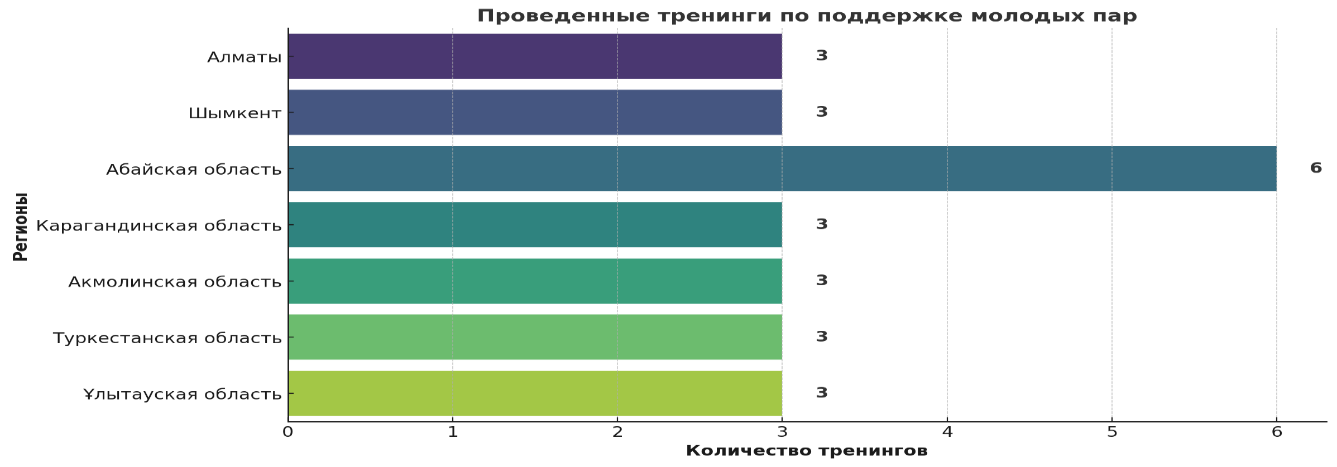 Проведенные тренинги по поддержке молодых пар
Регионы
Алматы 3
Шымкент 3
Абайская область 6
Карагандинская область 3
Акмолинская область 3
Туркестанская область 3
Ұлытауская область 3
0 1 2 3 4 5 6
Количество тренингов